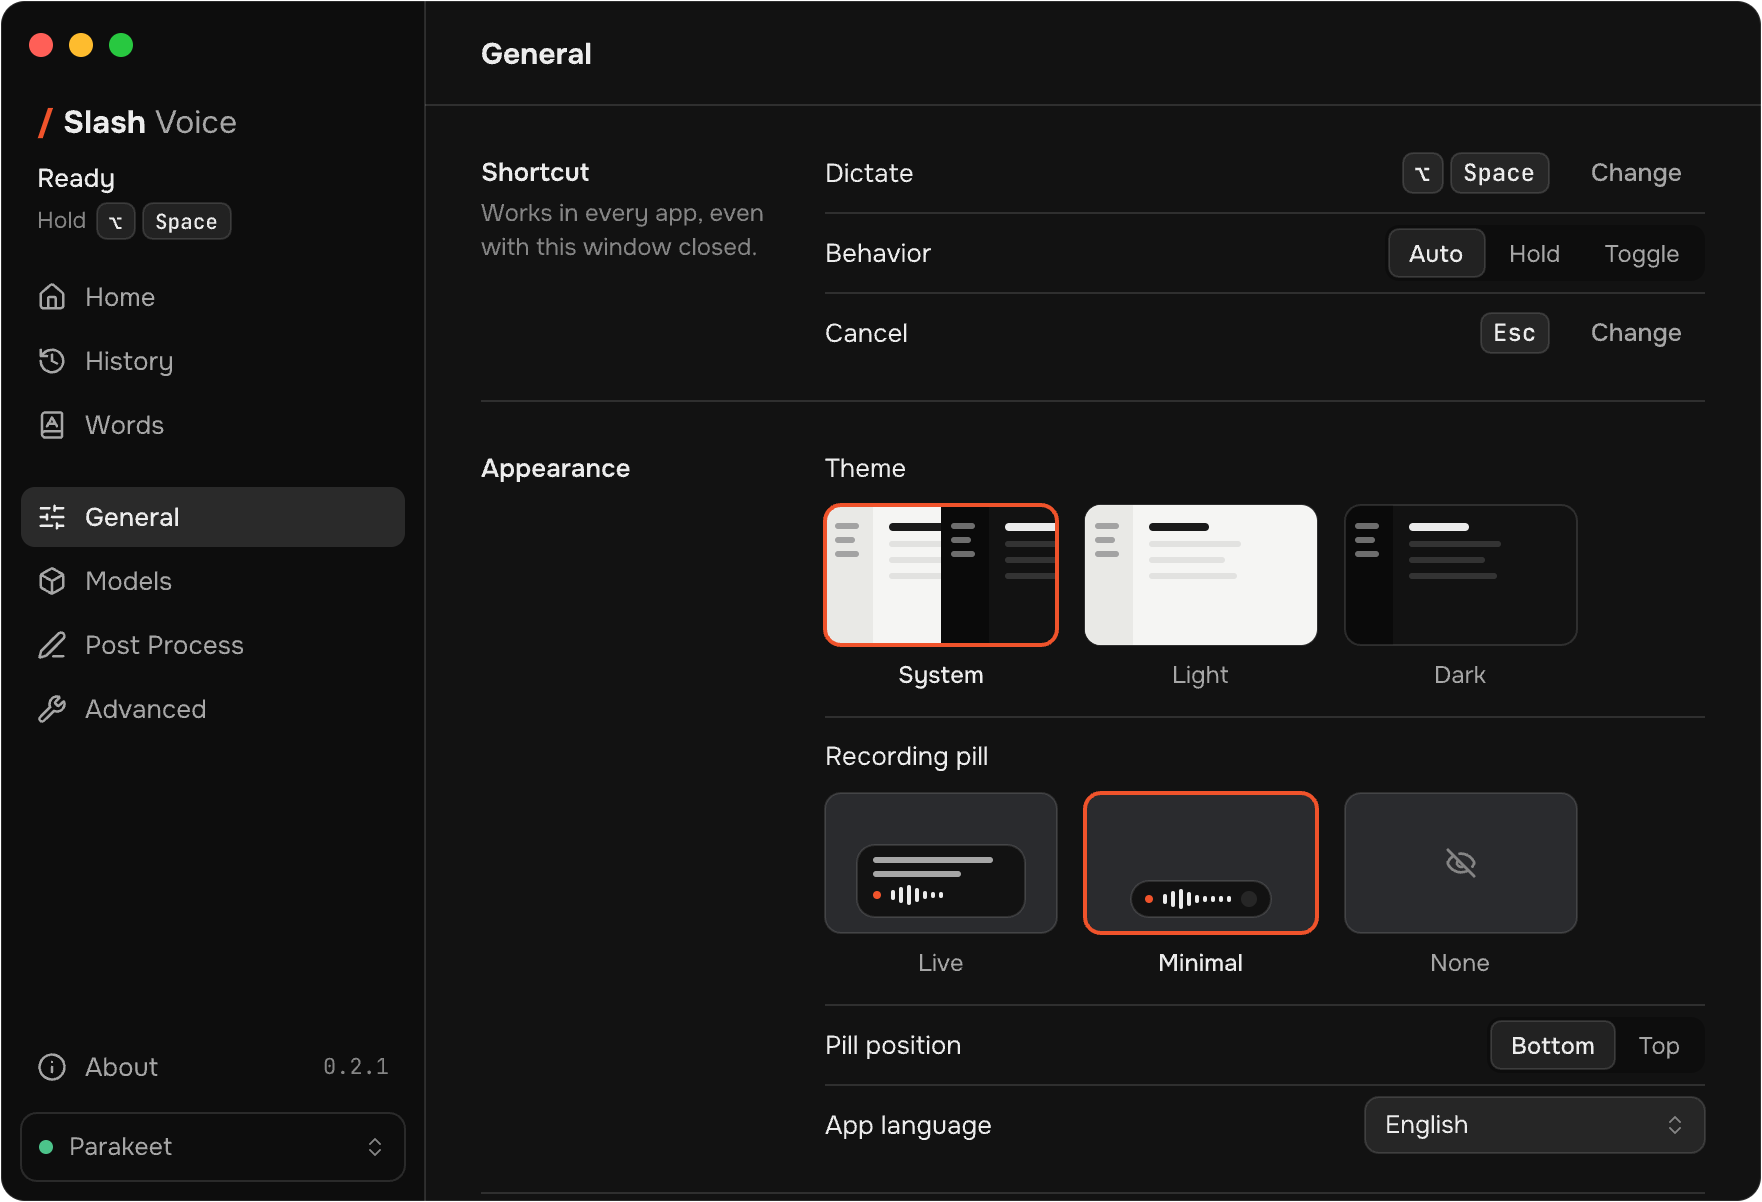 / Slash Voice
Ready
Hold ⌥ Space
Home
History
Words
General
Models
Post Process
Advanced
About 0.2.1
Parakeet
General
Shortcut
Works in every app, even
with this window closed.
Dictate ⌥ Space Change
Behavior Auto Hold Toggle
Cancel Esc Change
Appearance
Theme
System Light Dark
Recording pill
Live Minimal None
Pill position Bottom Top
App language English